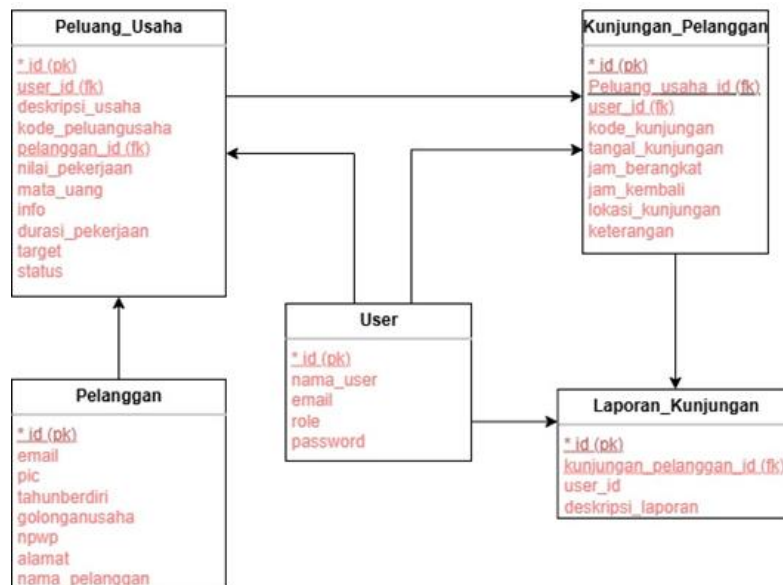 Peluang_Usaha
* id (pk)
user_id (fk)
deskripsi_usaha
kode_peluangusaha
pelanggan_id (fk)
nilai_pekerjaan
mata_uang
info
durasi_pekerjaan
target
status
Kunjungan_Pelanggan
* id (pk)
Peluang_usaha_id (fk)
user_id (fk)
kode_kunjungan
tangal_kunjungan
jam_berangkat
jam_kembali
lokasi_kunjungan
keterangan
User
* id (pk)
nama_user
email
role
password
Pelanggan
* id (pk)
email
pic
tahunberdiri
golonganusaha
npwp
alamat
nama_pelanggan
Laporan_Kunjungan
* id (pk)
kunjungan_pelanggan_id (fk)
user_id
deskripsi_laporan